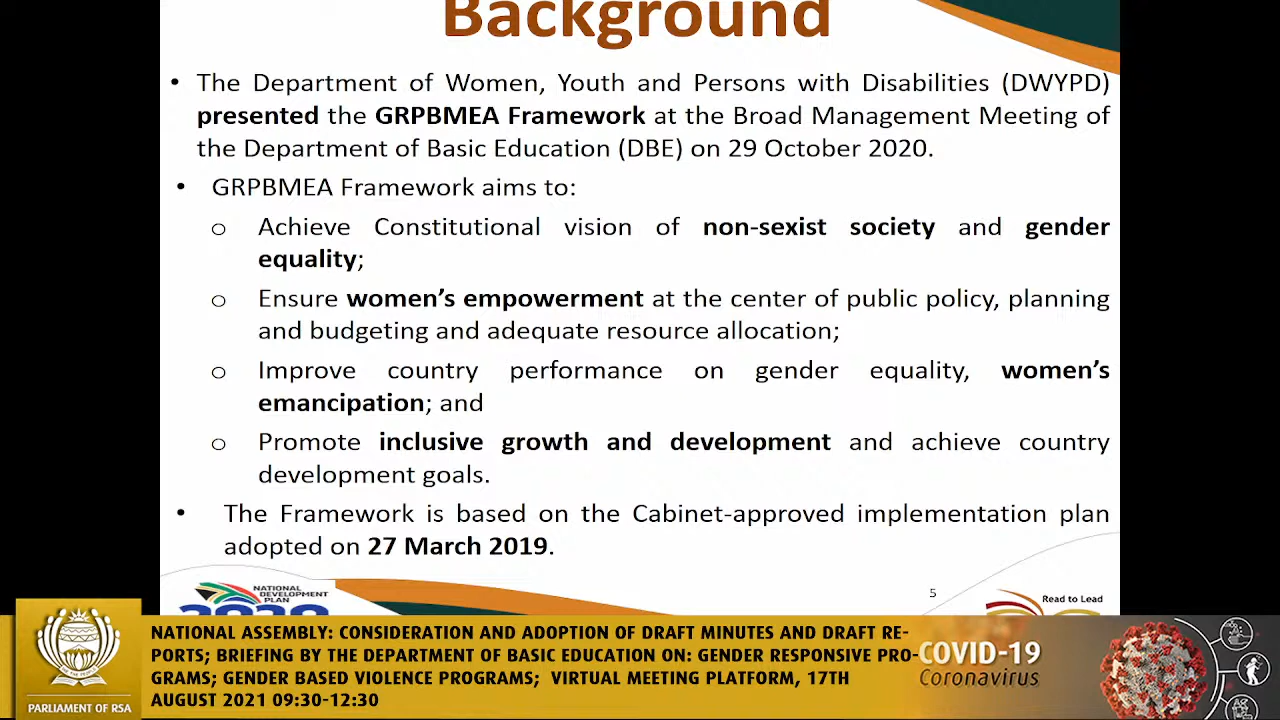 Background
• The Department of Women, Youth and Persons with Disabilities (DWYPD)
presented the GRPBMEA Framework at the Broad Management Meeting of
the Department of Basic Education (DBE) on 29 October 2020.
• GRPBMEA Framework aims to:
o Achieve Constitutional vision of non-sexist society and gender
equality;
o Ensure women's empowerment at the center of public policy, planning
and budgeting and adequate resource allocation;
o Improve country performance on gender equality, women's
emancipation; and
o Promote inclusive growth and development and achieve country
development goals.
• The Framework is based on the Cabinet-approved implementation plan
adopted on 27 March 2019.
NATIONAL
DEVELOPMENT
PLAN
2030
5
Read to Lead
PARLIAMENT OF RSA
NATIONAL ASSEMBLY: CONSIDERATION AND ADOPTION OF DRAFT MINUTES AND DRAFT RE-
PORTS; BRIEFING BY THE DEPARTMENT OF BASIC EDUCATION ON: GENDER RESPONSIVE PRO-
GRAMS; GENDER BASED VIOLENCE PROGRAMS; VIRTUAL MEETING PLATFORM, 17TH
AUGUST 2021 09:30-12:30
COVID-19
Coronavirus